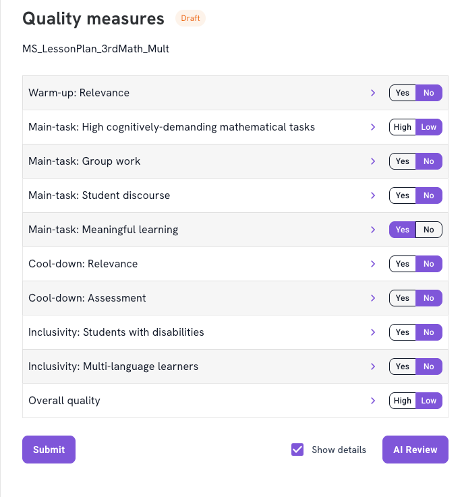 Quality measures Draft
MS_LessonPlan_3rdMath_Mult
Warm-up: Relevance Yes No
Main-task: High cognitively-demanding mathematical tasks High Low
Main-task: Group work Yes No
Main-task: Student discourse Yes No
Main-task: Meaningful learning Yes No
Cool-down: Relevance Yes No
Cool-down: Assessment Yes No
Inclusivity: Students with disabilities Yes No
Inclusivity: Multi-language learners Yes No
Overall quality High Low
Submit Show details AI Review